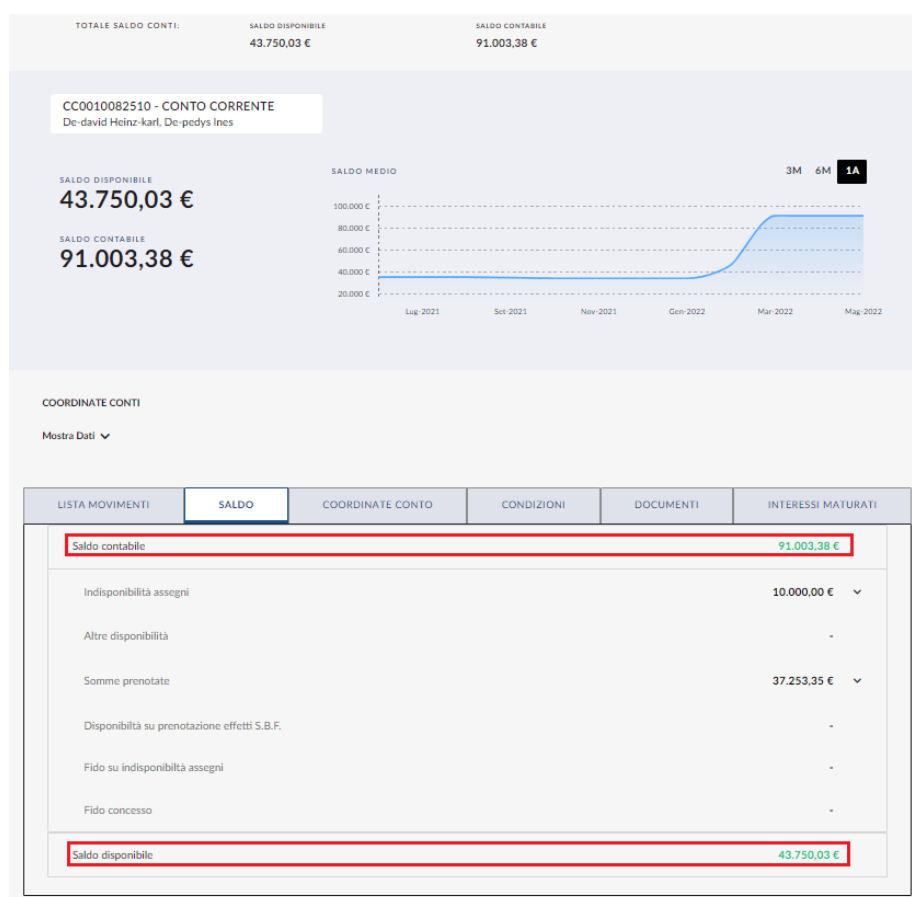 TOTALE SALDO CONTI:
SALDO DISPONIBILE
43.750,03 €
SALDO CONTABILE
91.003,38 €
CC0010082510 - CONTO CORRENTE
De-david Heinz-karl, De-pedys Ines
SALDO DISPONIBILE
43.750,03 €
SALDO CONTABILE
91.003,38 €
SALDO MEDIO
3M 6M 1A
100.000 €
80.000 €
60.000 €
40.000 €
20.000 €
Lug-2021 Set-2021 Nov-2021 Gen-2022 Mar-2022 Mag-2022
COORDINATE CONTI
Mostra Dati
LISTA MOVIMENTI SALDO COORDINATE CONTO CONDIZIONI DOCUMENTI INTERESSI MATURATI
Saldo contabile 91.003,38 €
Indisponibilità assegni 10.000,00 €
Altre disponibilità -
Somme prenotate 37.253,35 €
Disponibiltà su prenotazione effetti S.B.F. -
Fido su indisponibiltà assegni -
Fido concesso -
Saldo disponibile 43.750,03 €